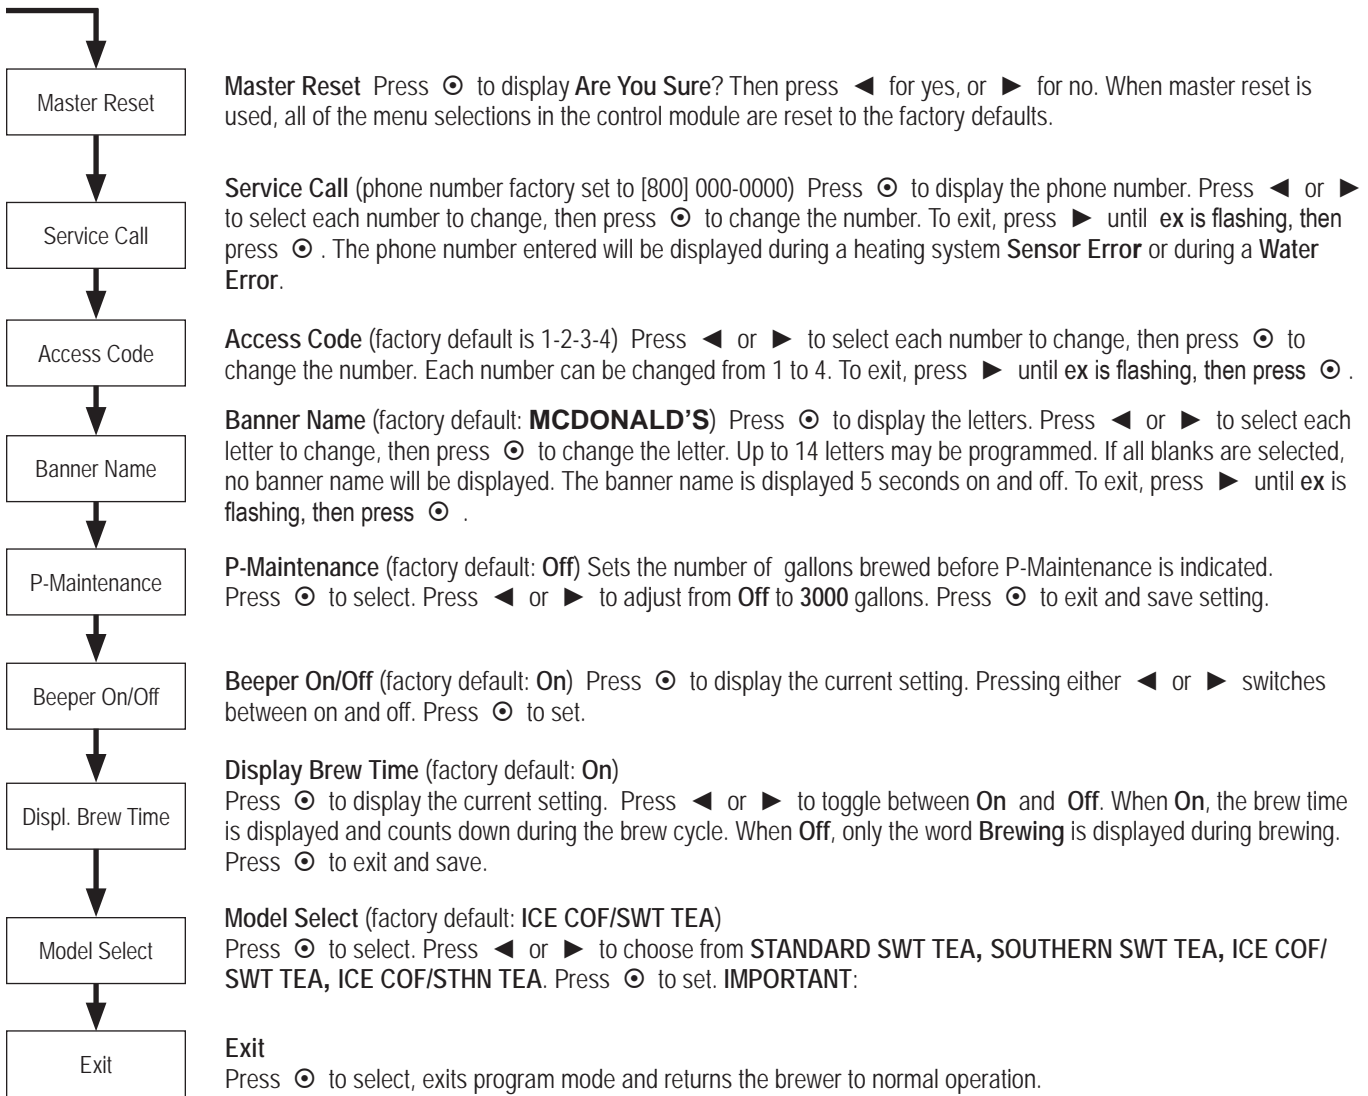 Master Reset
Master Reset Press ⊙ to display Are You Sure? Then press ◄ for yes, or ► for no. When master reset is
used, all of the menu selections in the control module are reset to the factory defaults.
Service Call
Service Call (phone number factory set to [800] 000-0000) Press ⊙ to display the phone number. Press ◄ or ►
to select each number to change, then press ⊙ to change the number. To exit, press ► until ex is flashing, then
press ⊙ . The phone number entered will be displayed during a heating system Sensor Error or during a Water
Error.
Access Code
Access Code (factory default is 1-2-3-4) Press ◄ or ► to select each number to change, then press ⊙ to
change the number. Each number can be changed from 1 to 4. To exit, press ► until ex is flashing, then press ⊙ .
Banner Name
Banner Name (factory default: MCDONALD'S) Press ⊙ to display the letters. Press ◄ or ► to select each
letter to change, then press ⊙ to change the letter. Up to 14 letters may be programmed. If all blanks are selected,
no banner name will be displayed. The banner name is displayed 5 seconds on and off. To exit, press ► until ex is
flashing, then press ⊙ .
P-Maintenance
P-Maintenance (factory default: Off) Sets the number of gallons brewed before P-Maintenance is indicated.
Press ⊙ to select. Press ◄ or ► to adjust from Off to 3000 gallons. Press ⊙ to exit and save setting.
Beeper On/Off
Beeper On/Off (factory default: On) Press ⊙ to display the current setting. Pressing either ◄ or ► switches
between on and off. Press ⊙ to set.
Displ. Brew Time
Display Brew Time (factory default: On)
Press ⊙ to display the current setting. Press ◄ or ► to toggle between On and Off. When On, the brew time
is displayed and counts down during the brew cycle. When Off, only the word Brewing is displayed during brewing.
Press ⊙ to exit and save.
Model Select
Model Select (factory default: ICE COF/SWT TEA)
Press ⊙ to select. Press ◄ or ► to choose from STANDARD SWT TEA, SOUTHERN SWT TEA, ICE COF/
SWT TEA, ICE COF/STHN TEA. Press ⊙ to set. IMPORTANT:
Exit
Exit
Press ⊙ to select, exits program mode and returns the brewer to normal operation.